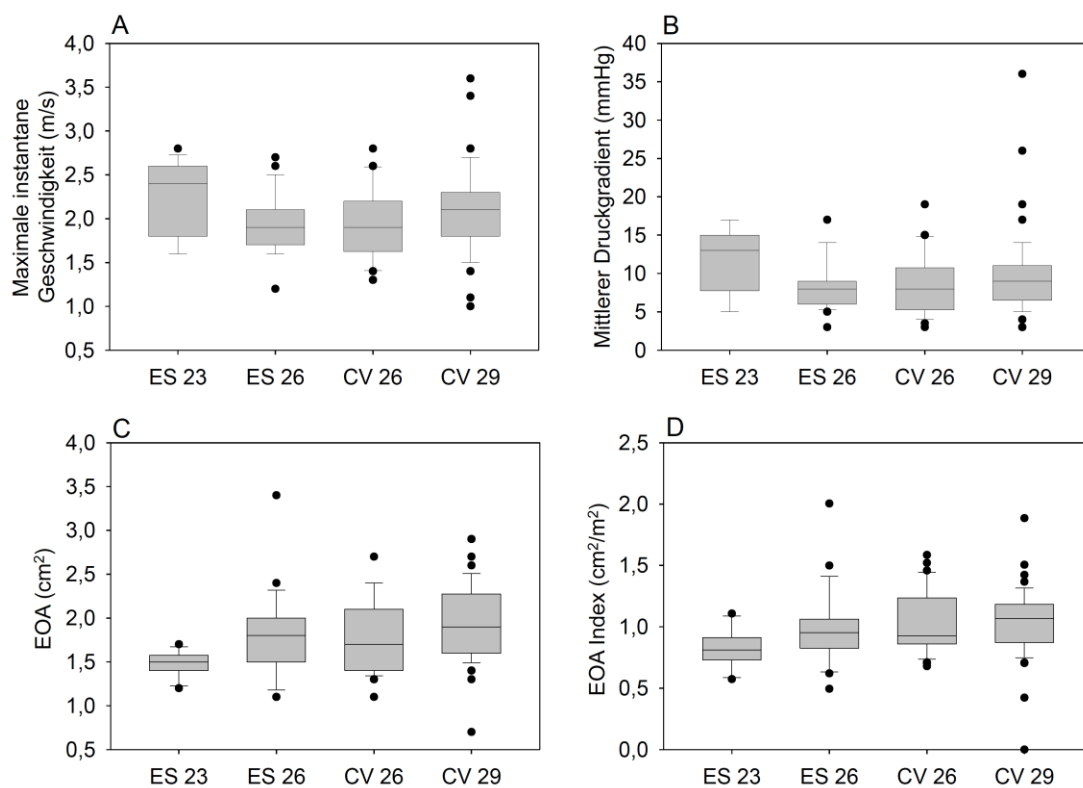 A
Maximale instantane
Geschwindigkeit (m/s)
4,0
3,5
3,0
2,5
2,0
1,5
1,0
0,5
ES 23 ES 26 CV 26 CV 29
B
Mittlerer Druckgradient (mmHg)
40
35
30
25
20
15
10
5
0
ES 23 ES 26 CV 26 CV 29
C
EOA (cm²)
4,0
3,5
3,0
2,5
2,0
1,5
1,0
0,5
ES 23 ES 26 CV 26 CV 29
D
EOA Index (cm²/m²)
2,5
2,0
1,5
1,0
0,5
0,0
ES 23 ES 26 CV 26 CV 29